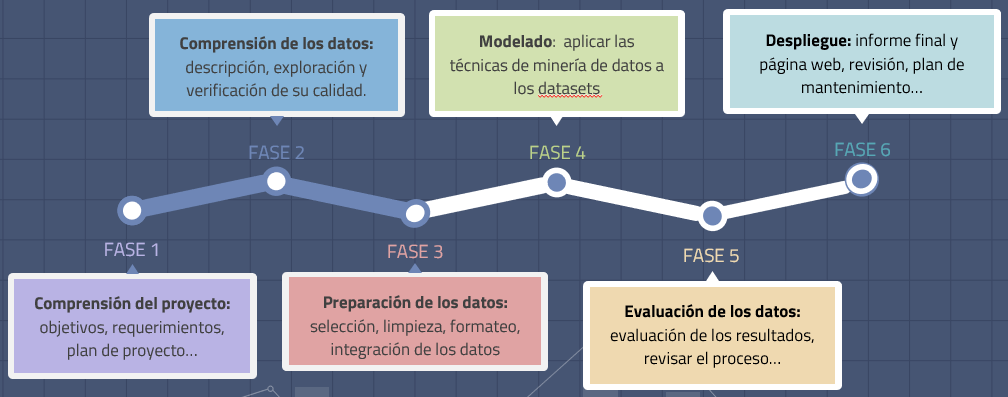 Comprensión de los datos:
descripción, exploración y
verificación de su calidad.
Modelado:  aplicar las
técnicas de minería de datos a
los datasets
Despliegue: informe final y
página web, revisión, plan de
mantenimiento...
FASE 2
FASE 4
FASE 6
FASE 1
FASE 3
FASE 5
Comprensión del proyecto:
objetivos, requerimientos,
plan de proyecto...
Preparación de los datos:
selección, limpieza, formateo,
integración de los datos
Evaluación de los datos:
evaluación de los resultados,
revisar el proceso...